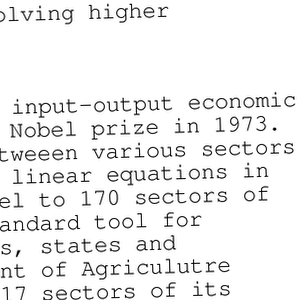 olving higher
input-output economic
Nobel prize in 1973.
tweeen various sectors
linear equations in
el to 170 sectors of
andard tool for
s, states and
nt of Agriculutre
17 sectors of its